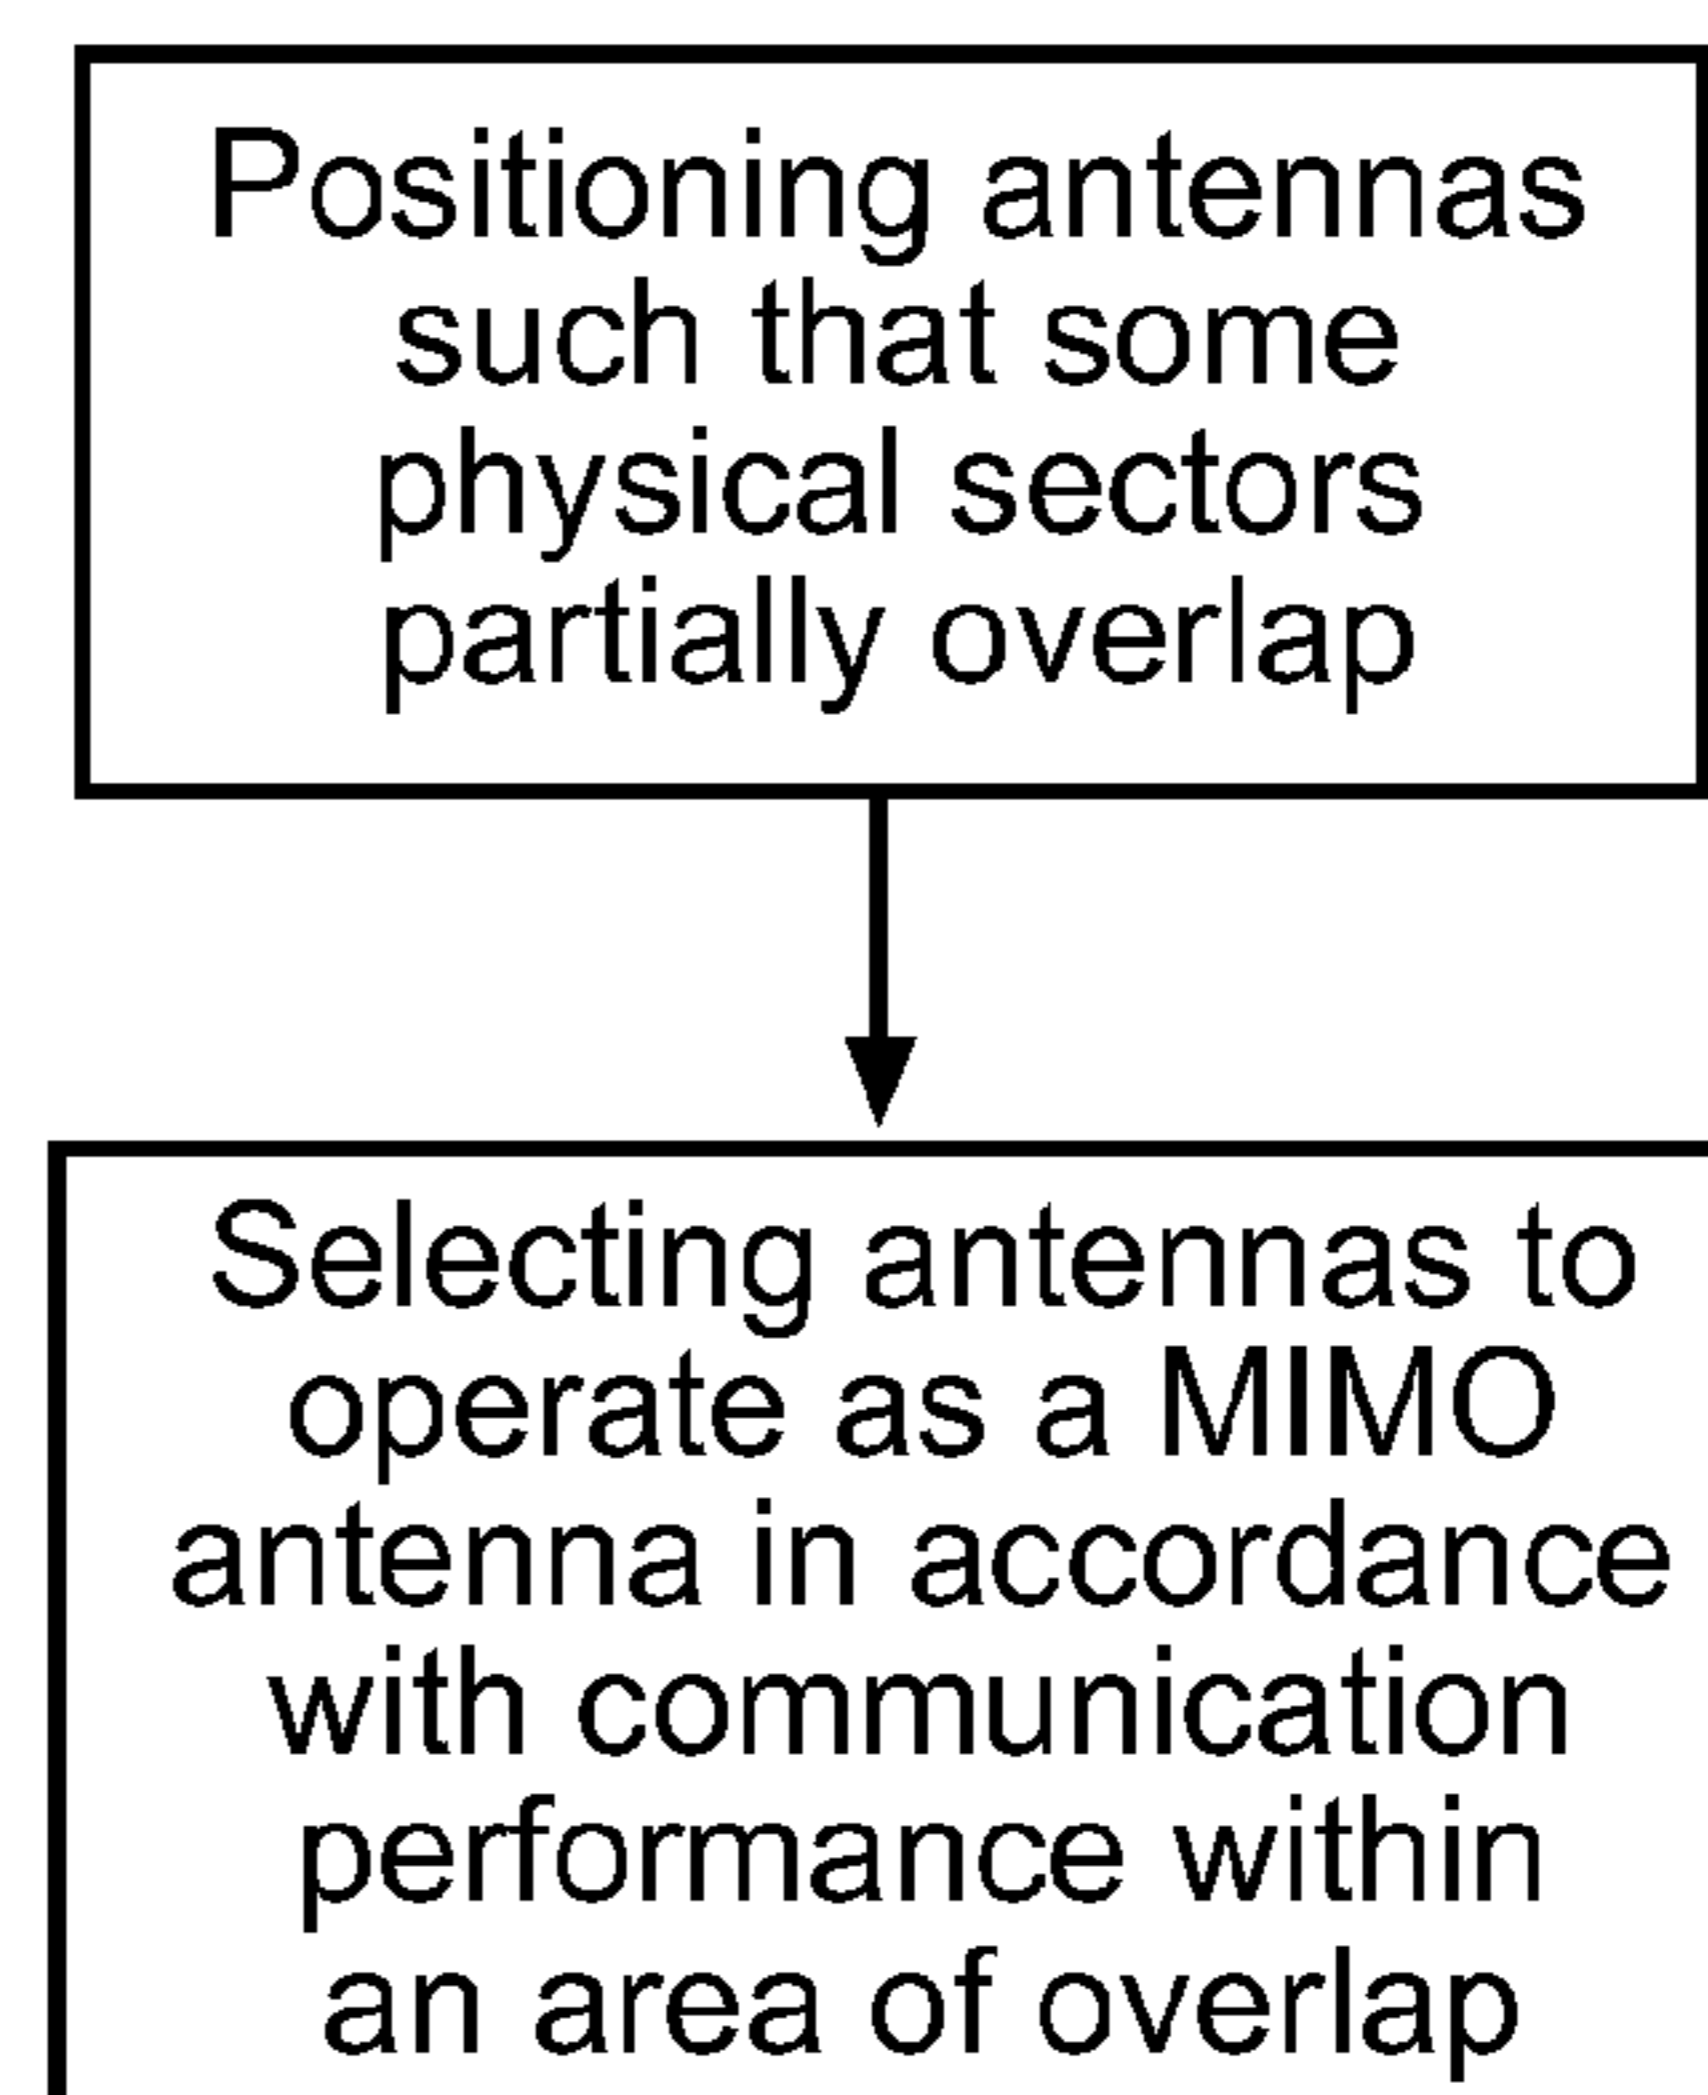 Positioning antennas
such that some
physical sectors
partially overlap
Selecting antennas to
operate as a MIMO
antenna in accordance
with communication
performance within
an area of overlap